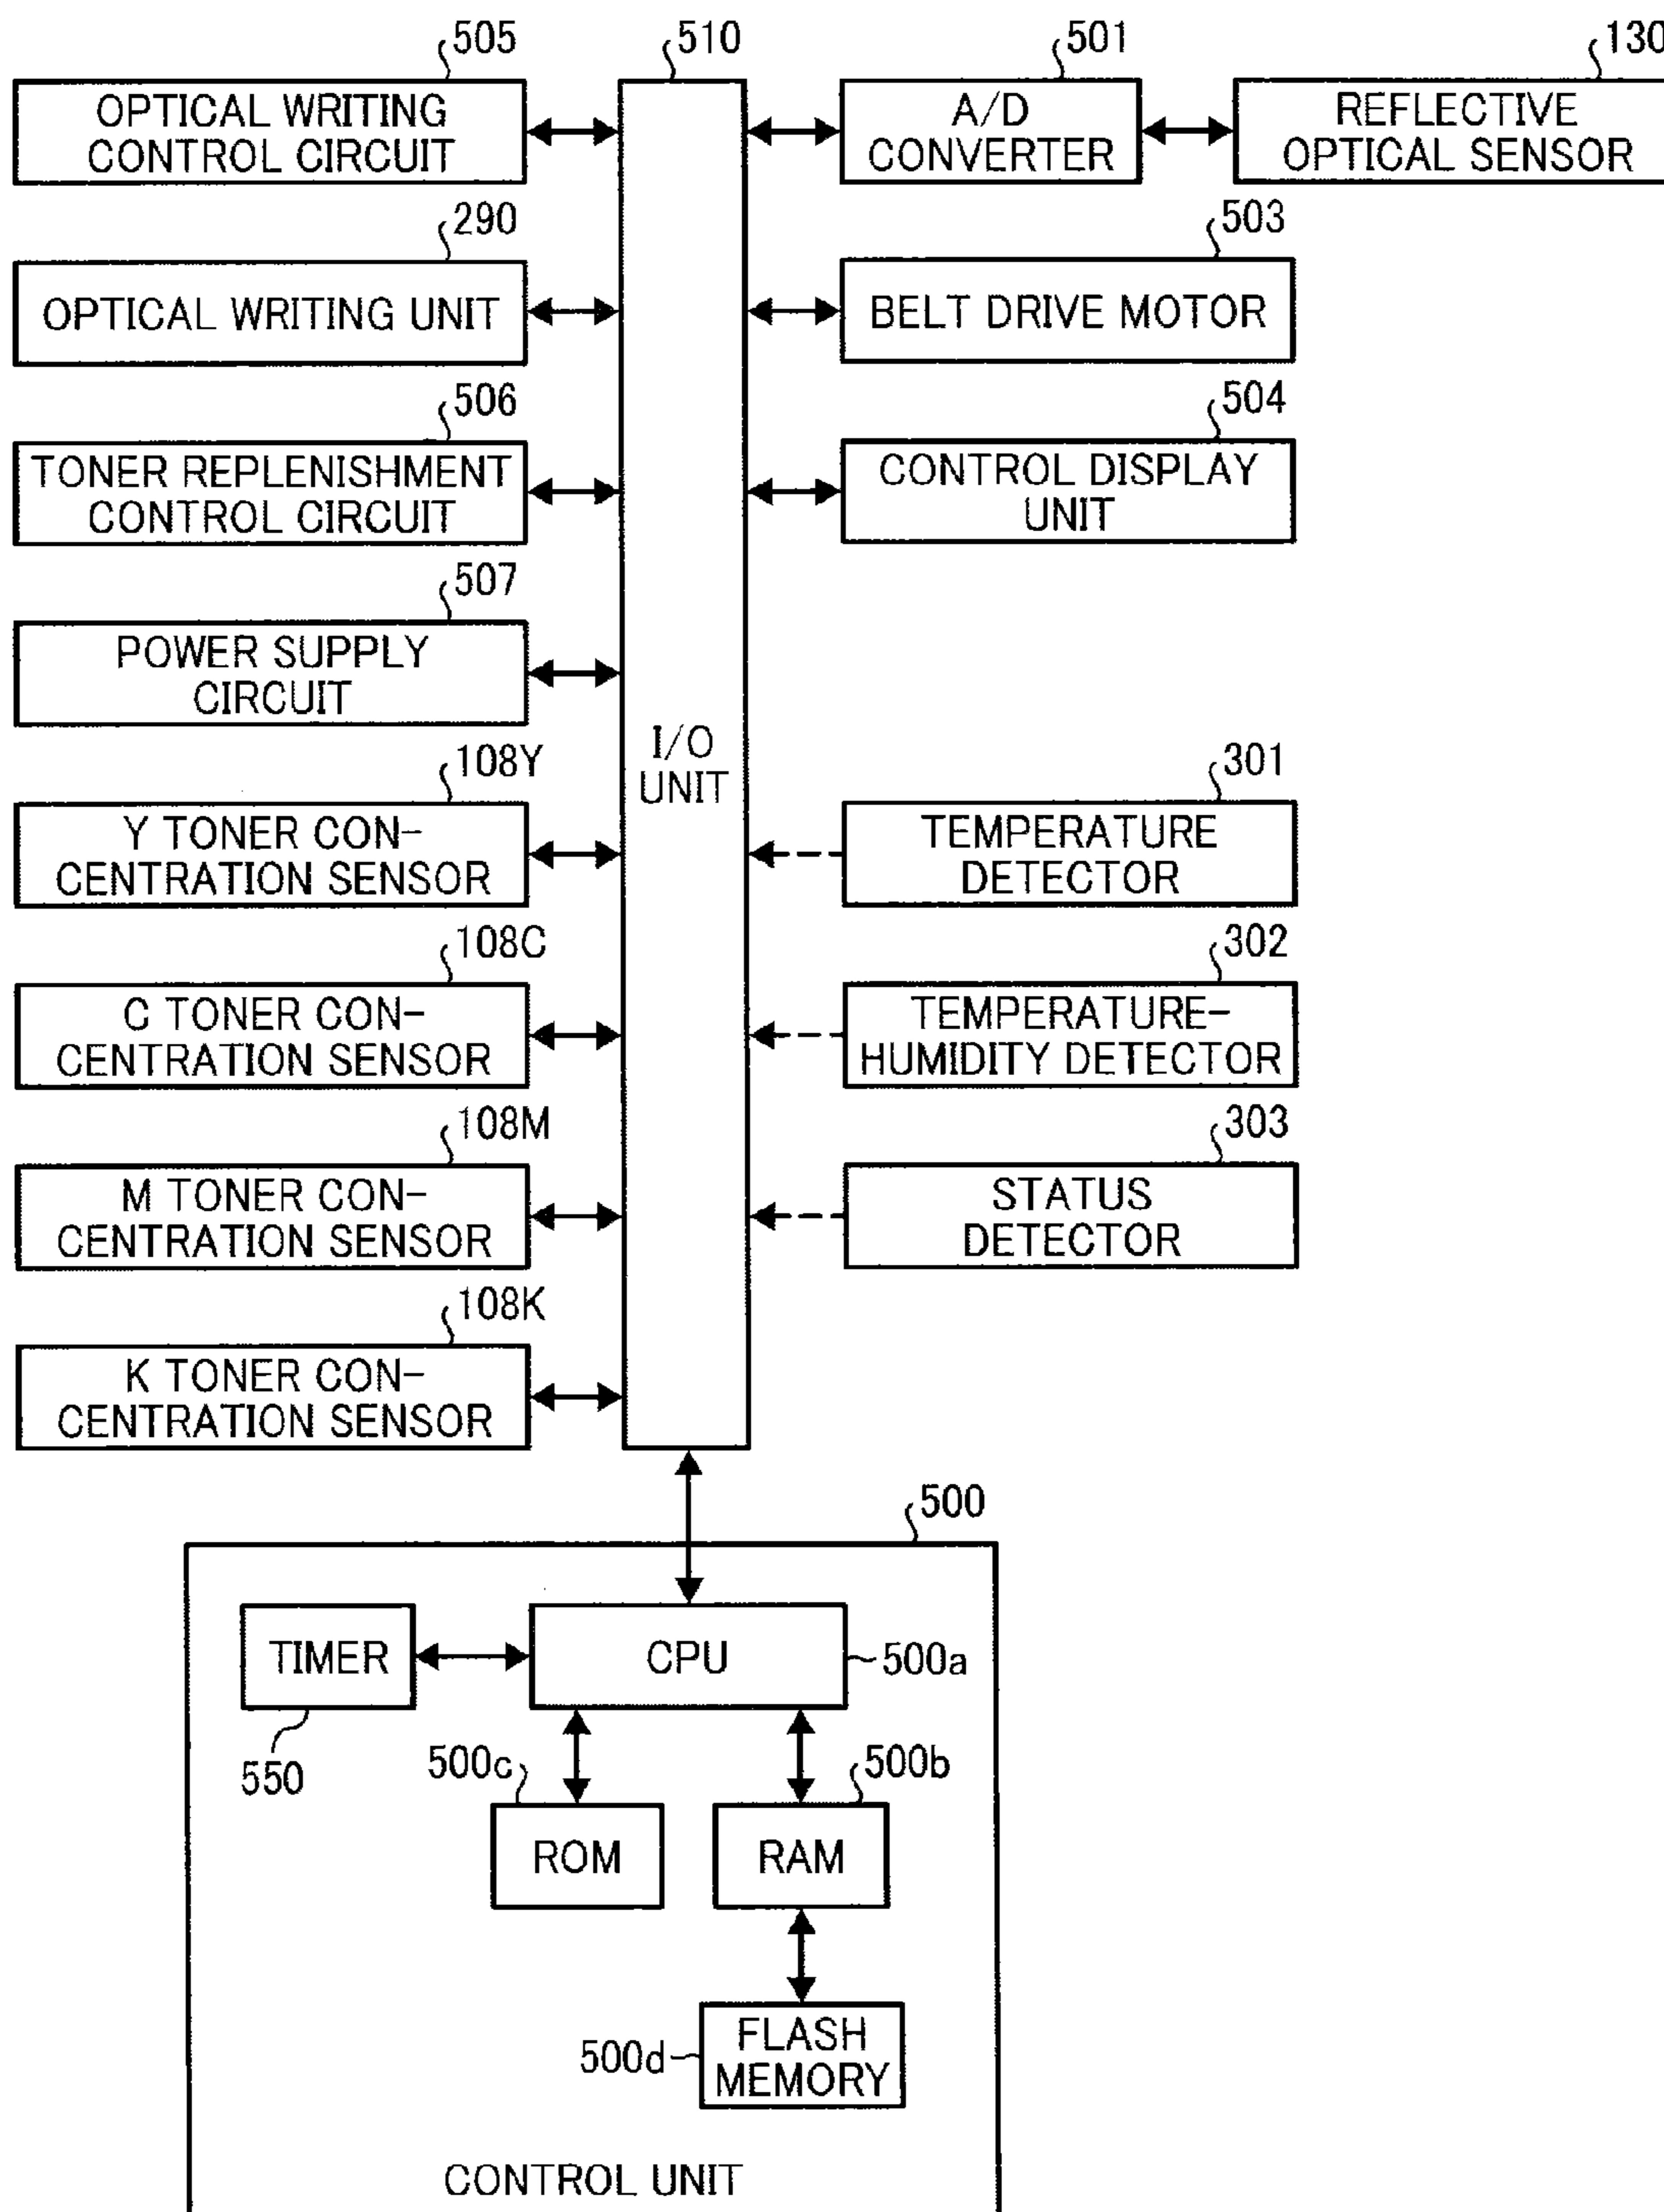 505
510
501
130
OPTICAL WRITING
CONTROL CIRCUIT
A/D
CONVERTER
REFLECTIVE
OPTICAL SENSOR
290
503
OPTICAL WRITING UNIT
BELT DRIVE MOTOR
506
504
TONER REPLENISHMENT
CONTROL CIRCUIT
CONTROL DISPLAY
UNIT
507
POWER SUPPLY
CIRCUIT
I/O
UNIT
108Y
301
Y TONER CON-
CENTRATION SENSOR
TEMPERATURE
DETECTOR
108C
302
C TONER CON-
CENTRATION SENSOR
TEMPERATURE-
HUMIDITY DETECTOR
108M
303
M TONER CON-
CENTRATION SENSOR
STATUS
DETECTOR
108K
K TONER CON-
CENTRATION SENSOR
500
TIMER
CPU
500a
550
500c
500b
ROM
RAM
500d
FLASH
MEMORY
CONTROL UNIT